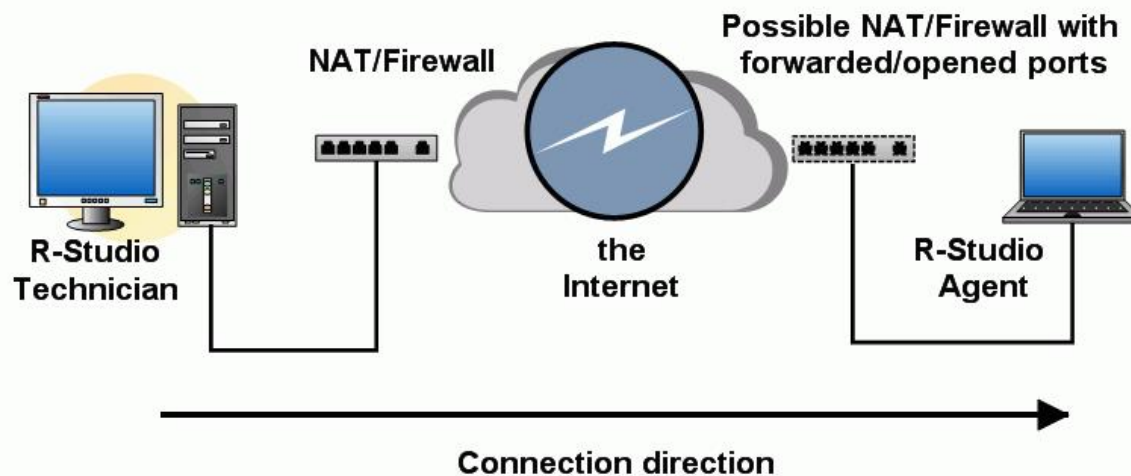 Possible NAT/Firewall with
forwarded/opened ports
NAT/Firewall
R-Studio
Technician
the
Internet
R-Studio
Agent
Connection direction